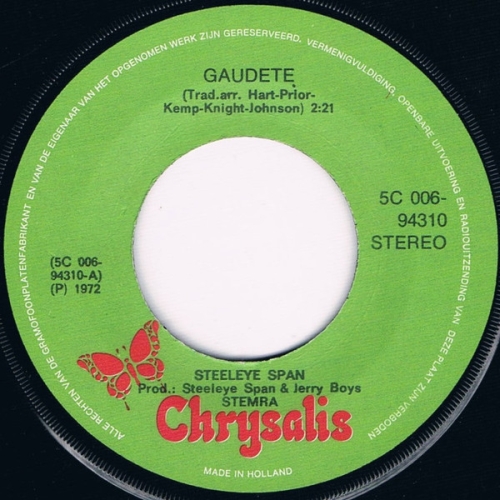 ALLE RECHTEN VAN DE GRAMOFOONPLATENFABRIKANT EN VAN DE EIGENAAR VAN HET OPGENOMEN WERK ZIJN GERESERVEERD. VERMENIGVULDIGING, OPENBARE UITVOERING EN RADIOUITZENDING VAN DEZE PLAAT ZIJN VERBODEN
GAUDETE
(Trad.arr. Hart-Prior-
Kemp-Knight-Johnson) 2:21
5C 006-
94310
STEREO
(5C 006-
94310-A)
(P) 1972
STEELEYE SPAN
Prod.: Steeleye Span & Jerry Boys
STEMRA
Chrysalis
MADE IN HOLLAND